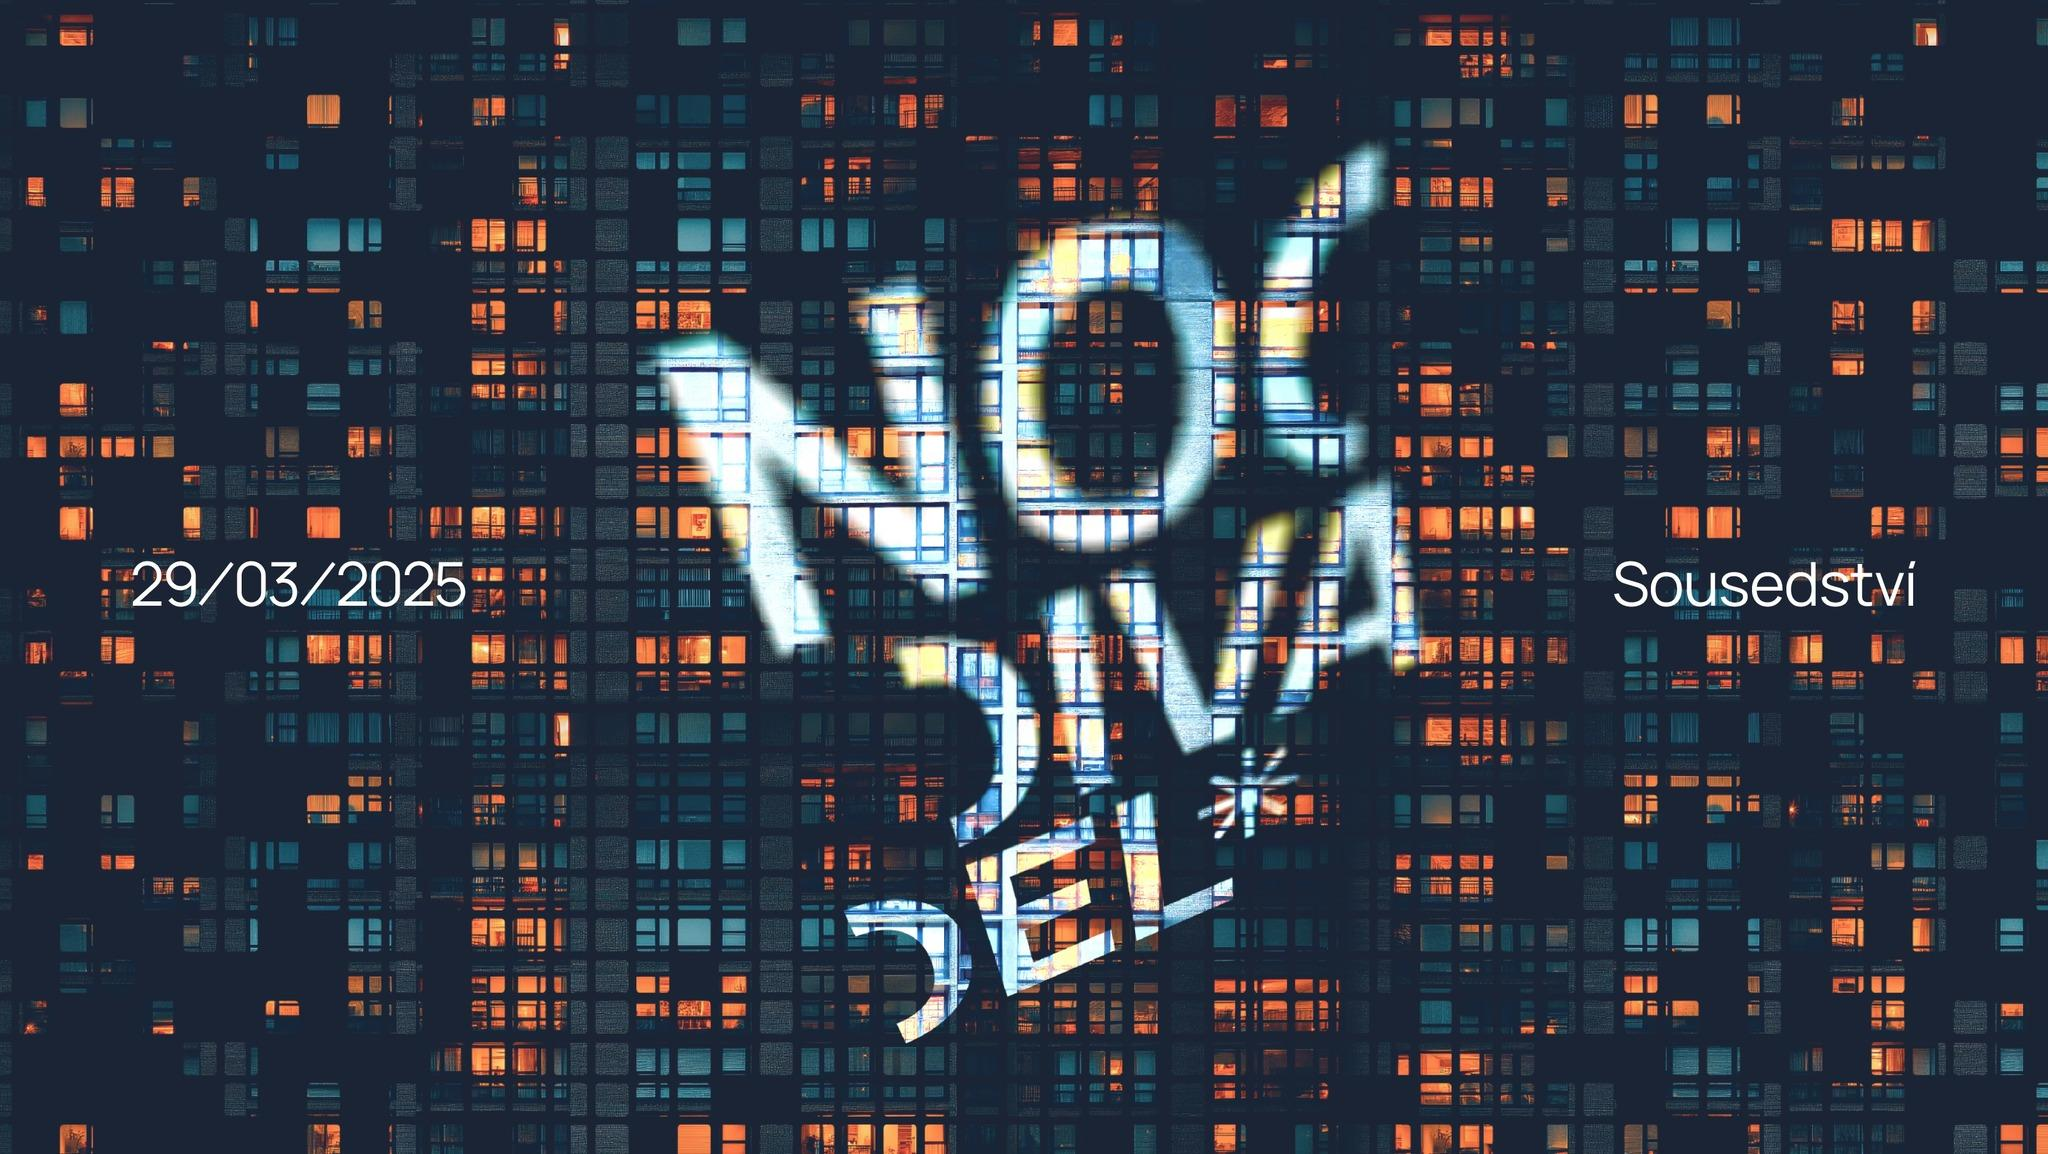 NOC
DIVA
DEL*
29/03/2025
Sousedství